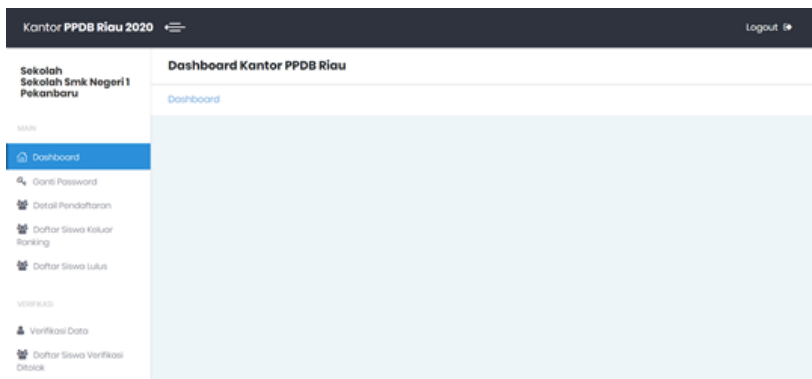 Kantor PPDB Riau 2020
Logout
Sekolah
Sekolah Smk Negeri 1
Pekanbaru
Dashboard Kantor PPDB Riau
Dashboard
MAIN
Dashboard
Ganti Password
Detail Pendaftaran
Daftar Siswa Keluar
Ranking
Daftar Siswa Lulus
VERIFIKASI
Verifikasi Data
Daftar Siswa Verifikasi
Ditolak